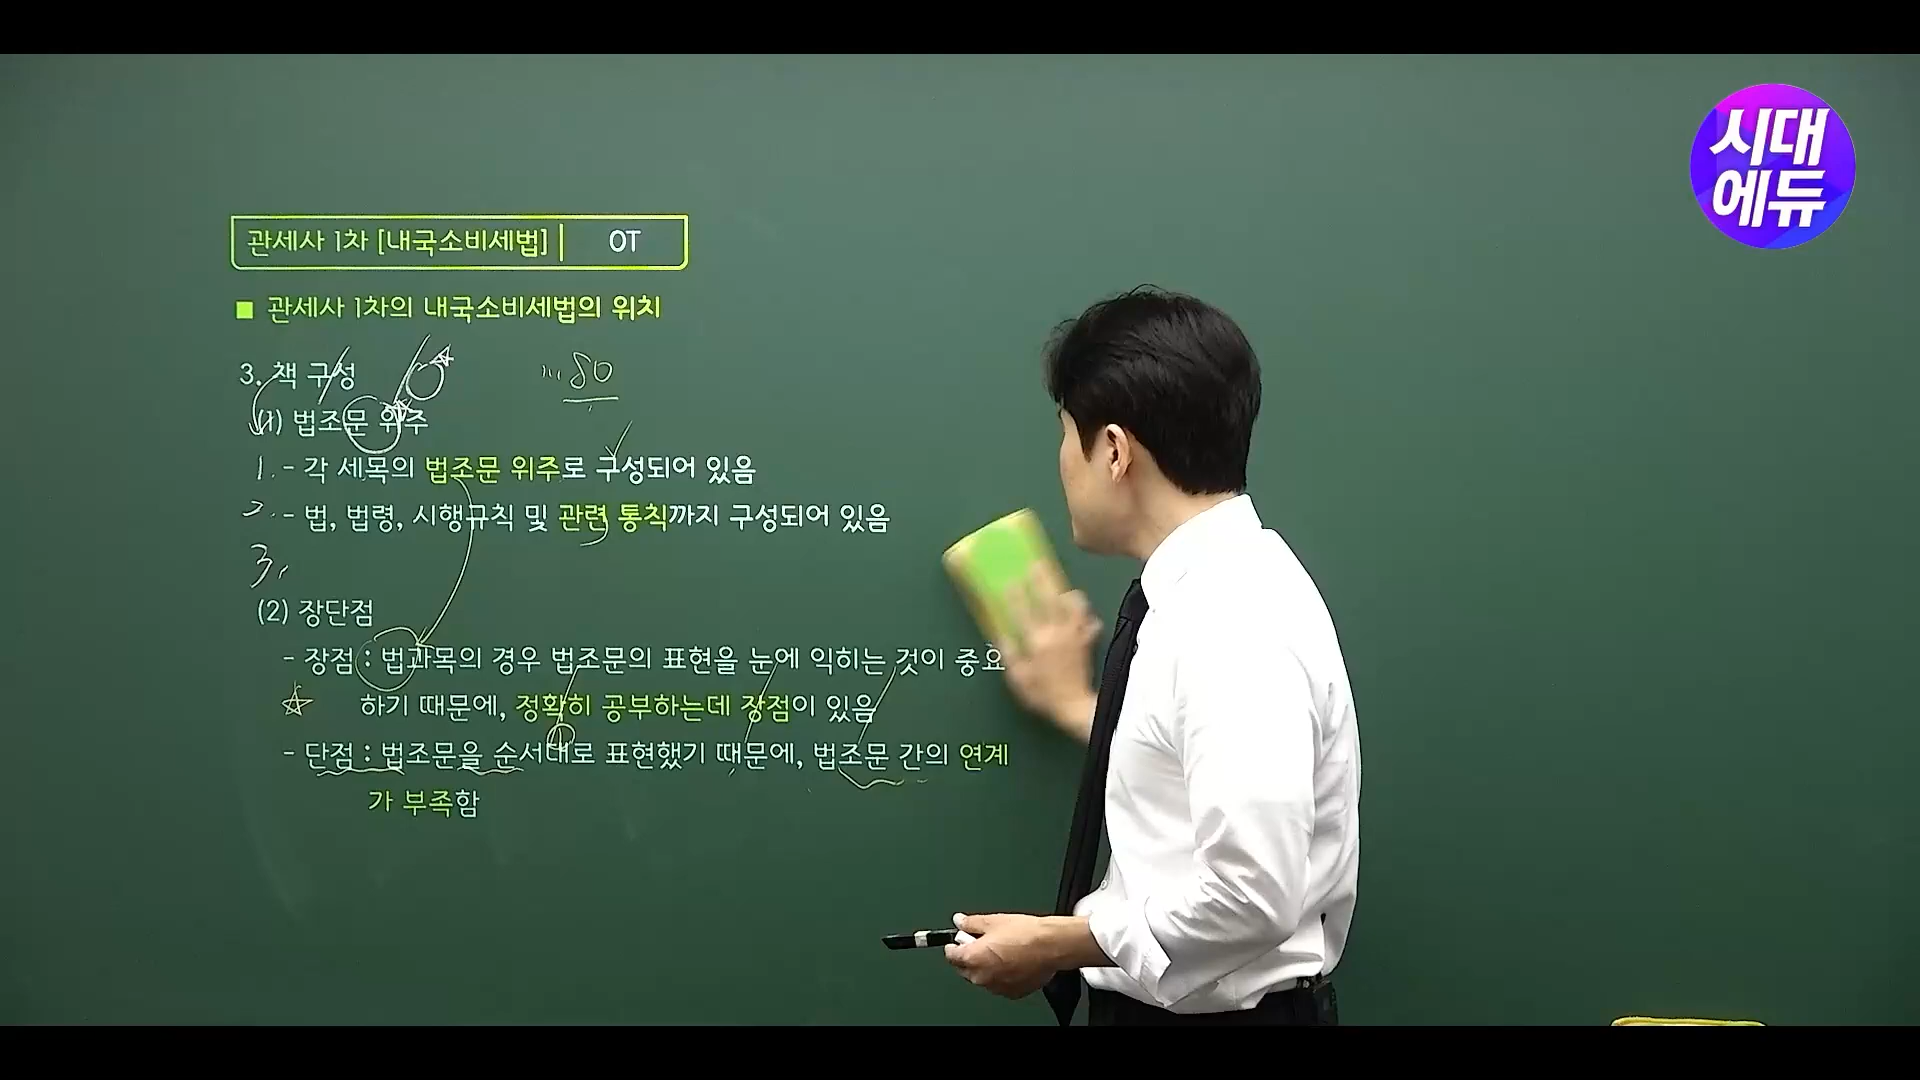 시대
에듀
관세사 1차 [내국소비세법] OT
■ 관세사 1차의 내국소비세법의 위치
3. 책 구성
80
(1) 법조문 위주
1. - 각 세목의 법조문 위주로 구성되어 있음
2. - 법, 법령, 시행규칙 및 관련 통칙까지 구성되어 있음
3.
(2) 장단점
- 장점 : 법과목의 경우 법조문의 표현을 눈에 익히는 것이 중요
하기 때문에, 정확히 공부하는데 장점이 있음
- 단점 : 법조문을 순서대로 표현했기 때문에, 법조문 간의 연계
가 부족함